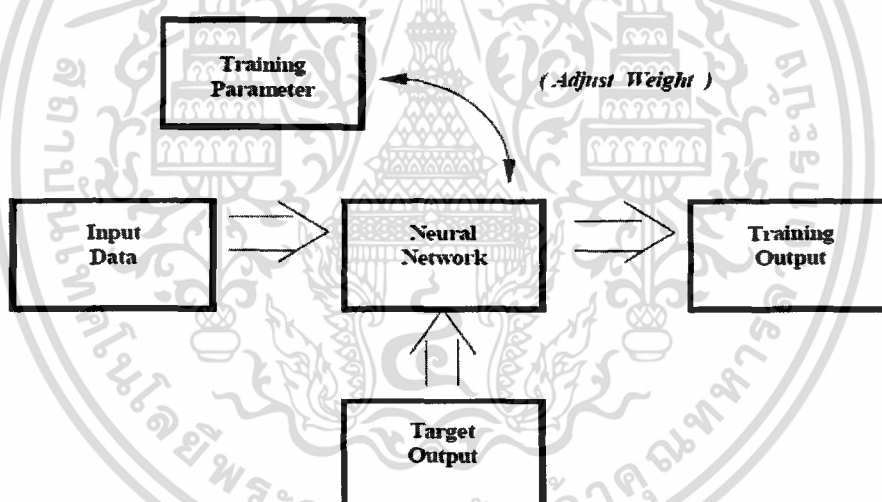 Training
Parameter
( Adjust Weight )
Input
Data
Neural
Network
Training
Output
Target
Output